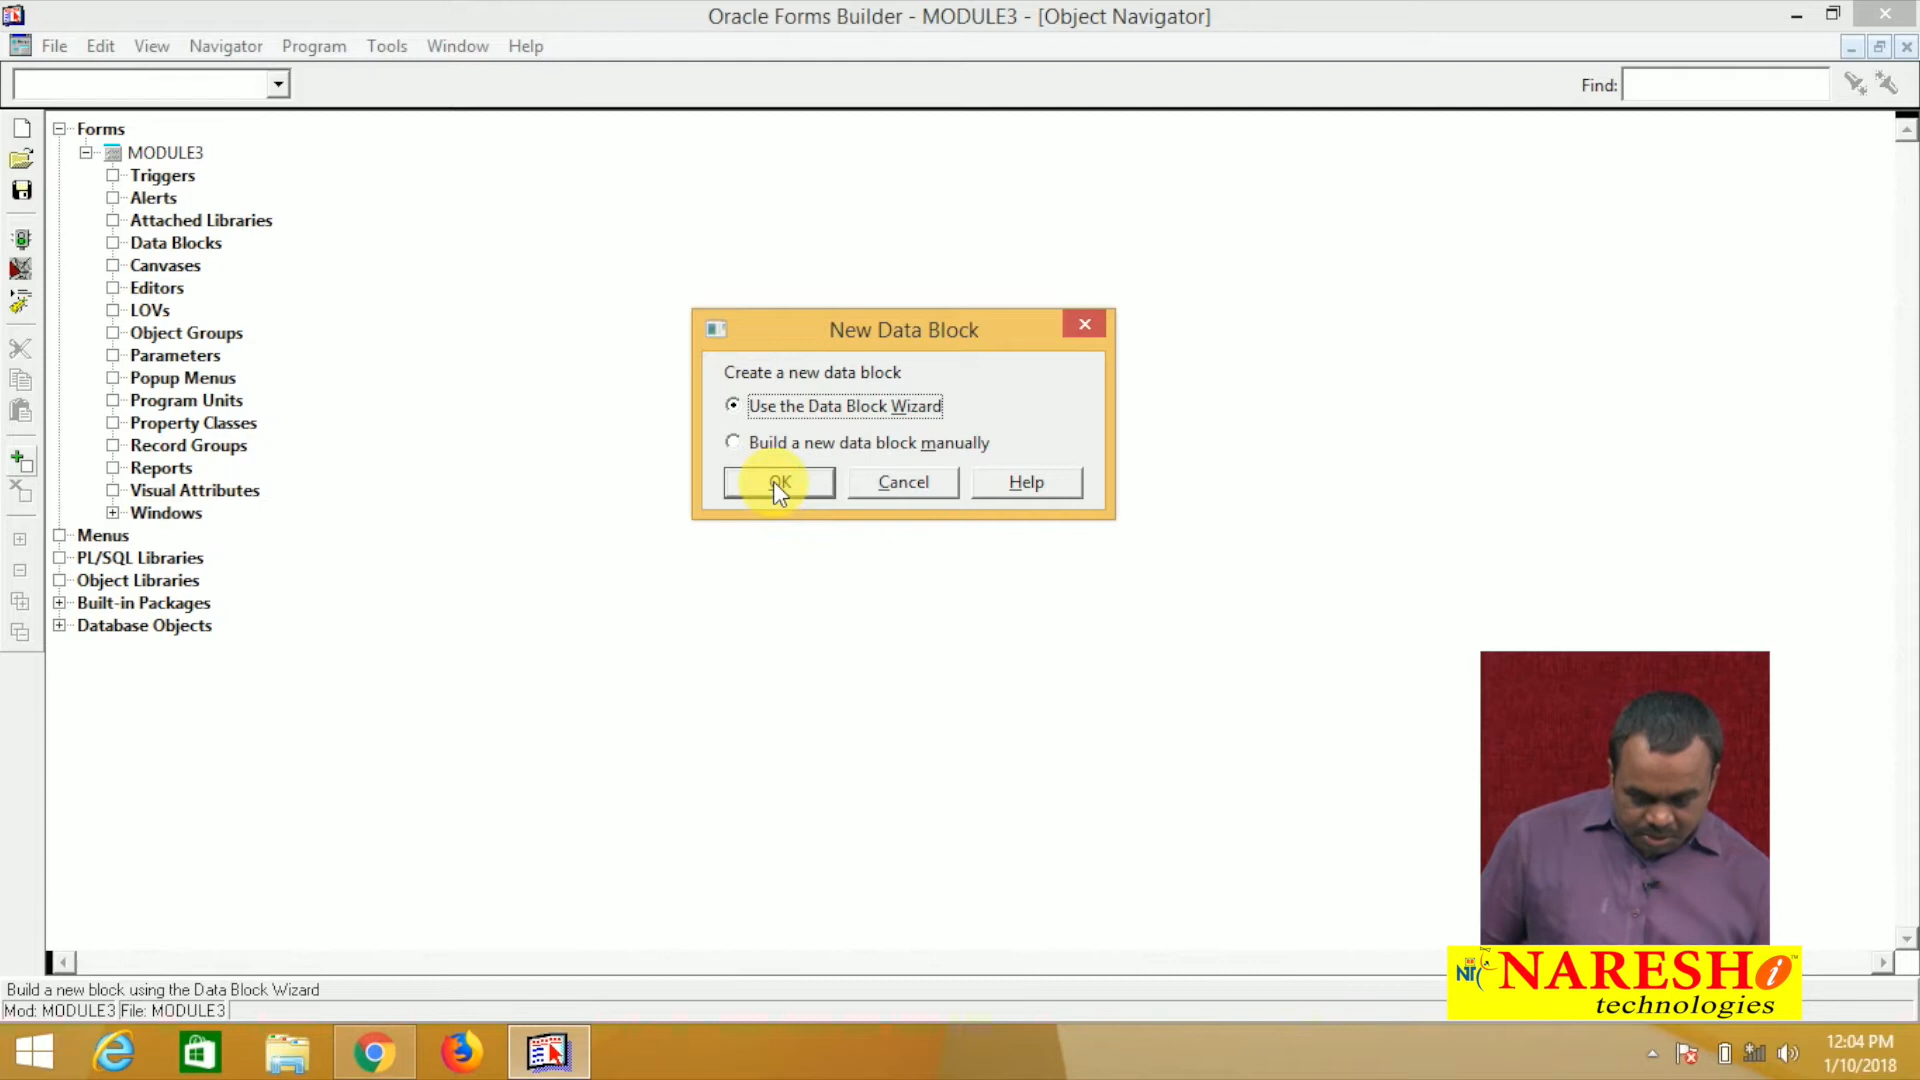 Oracle Forms Builder - MODULE3 - [Object Navigator]
File Edit View Navigator Program Tools Window Help
Find:
Forms
MODULE3
Triggers
Alerts
Attached Libraries
Data Blocks
Canvases
Editors
LOVs
Object Groups
Parameters
Popup Menus
Program Units
Property Classes
Record Groups
Reports
Visual Attributes
Windows
Menus
PL/SQL Libraries
Object Libraries
Built-in Packages
Database Objects
New Data Block
Create a new data block
Use the Data Block Wizard
Build a new data block manually
OK Cancel Help
NARESH i
technologies
Build a new block using the Data Block Wizard
Mod: MODULE3 File: MODULE3
12:04 PM
1/10/2018